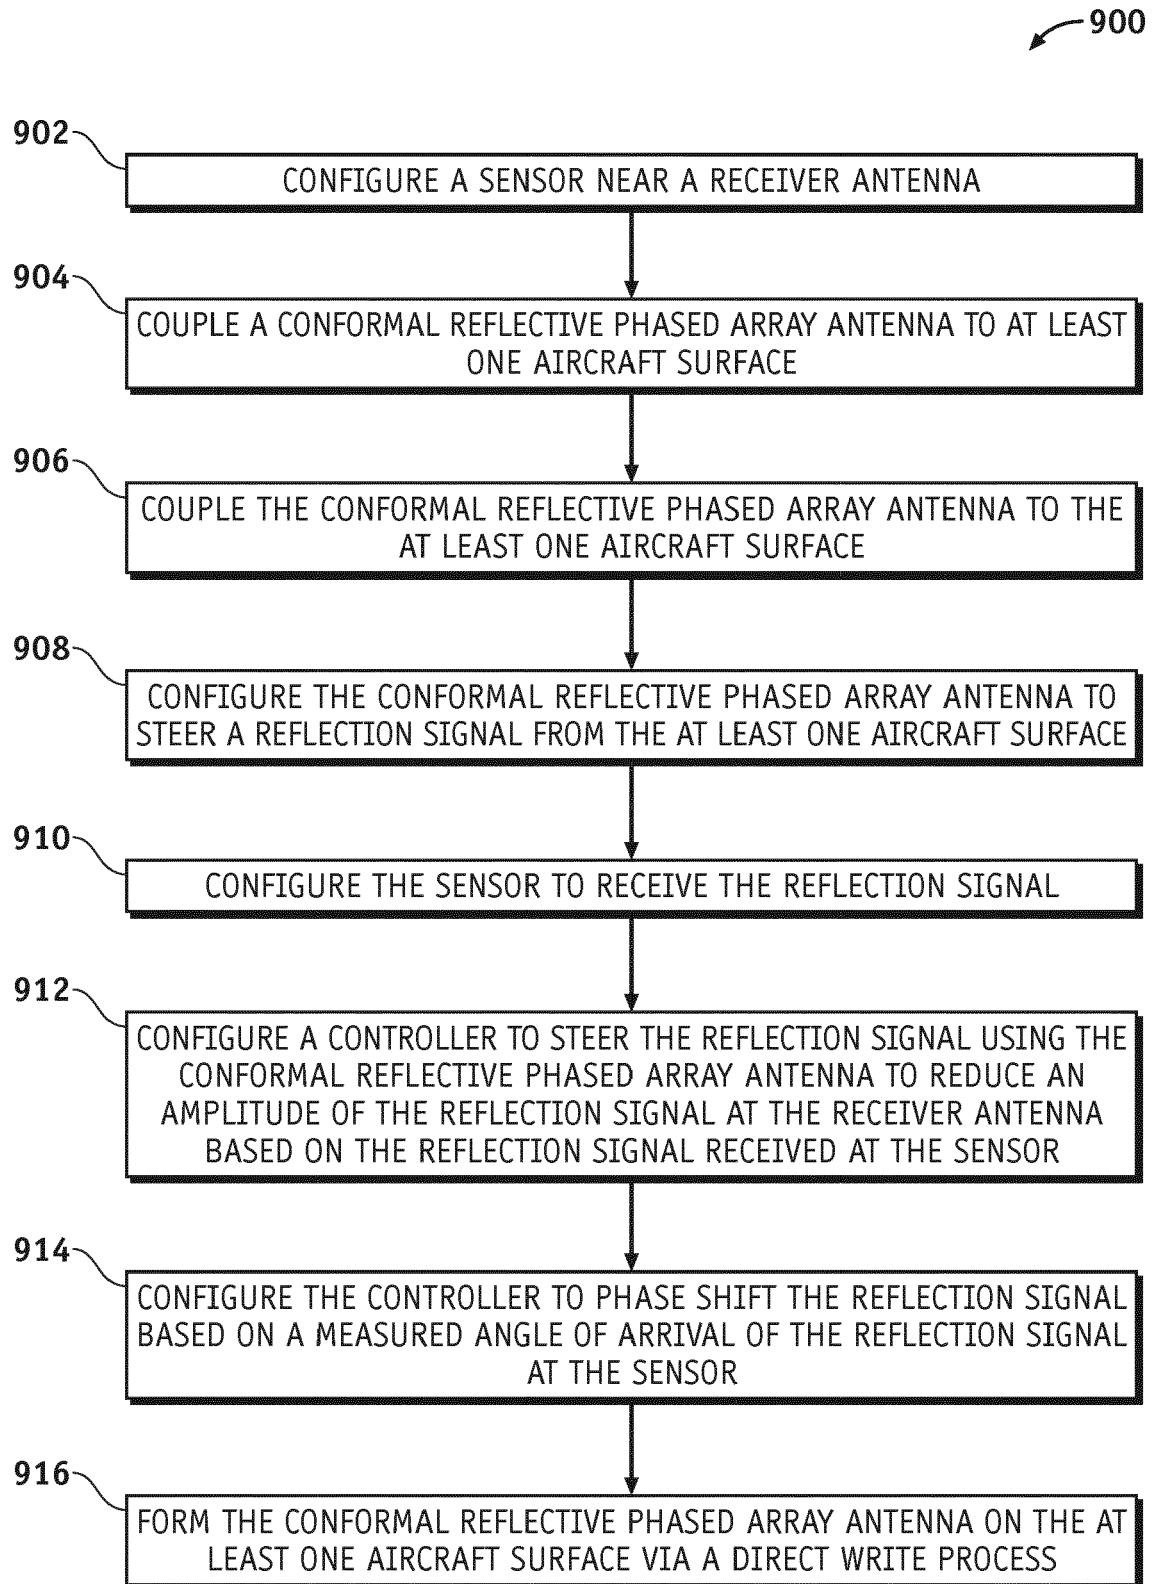 900
902
CONFIGURE A SENSOR NEAR A RECEIVER ANTENNA
904
COUPLE A CONFORMAL REFLECTIVE PHASED ARRAY ANTENNA TO AT LEAST
ONE AIRCRAFT SURFACE
906
COUPLE THE CONFORMAL REFLECTIVE PHASED ARRAY ANTENNA TO THE
AT LEAST ONE AIRCRAFT SURFACE
908
CONFIGURE THE CONFORMAL REFLECTIVE PHASED ARRAY ANTENNA TO
STEER A REFLECTION SIGNAL FROM THE AT LEAST ONE AIRCRAFT SURFACE
910
CONFIGURE THE SENSOR TO RECEIVE THE REFLECTION SIGNAL
912
CONFIGURE A CONTROLLER TO STEER THE REFLECTION SIGNAL USING THE
CONFORMAL REFLECTIVE PHASED ARRAY ANTENNA TO REDUCE AN
AMPLITUDE OF THE REFLECTION SIGNAL AT THE RECEIVER ANTENNA
BASED ON THE REFLECTION SIGNAL RECEIVED AT THE SENSOR
914
CONFIGURE THE CONTROLLER TO PHASE SHIFT THE REFLECTION SIGNAL
BASED ON A MEASURED ANGLE OF ARRIVAL OF THE REFLECTION SIGNAL
AT THE SENSOR
916
FORM THE CONFORMAL REFLECTIVE PHASED ARRAY ANTENNA ON THE AT
LEAST ONE AIRCRAFT SURFACE VIA A DIRECT WRITE PROCESS